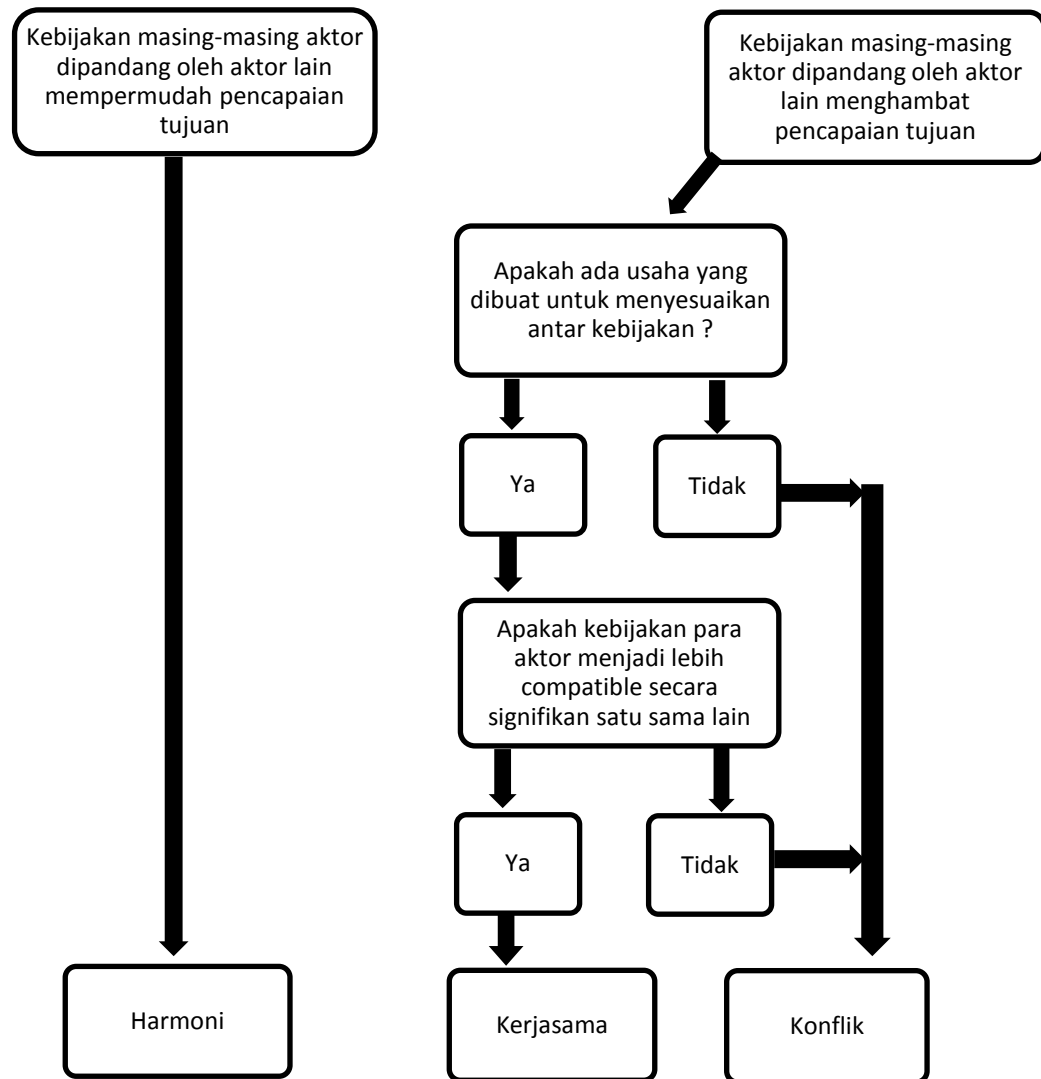 Kebijakan masing-masing aktor
dipandang oleh aktor lain
mempermudah pencapaian
tujuan
Kebijakan masing-masing
aktor dipandang oleh aktor
lain menghambat
pencapaian tujuan
Apakah ada usaha yang
dibuat untuk menyesuaikan
antar kebijakan ?
Ya
Tidak
Apakah kebijakan para
aktor menjadi lebih
compatible secara
signifikan satu sama lain
Ya
Tidak
Harmoni
Kerjasama
Konflik